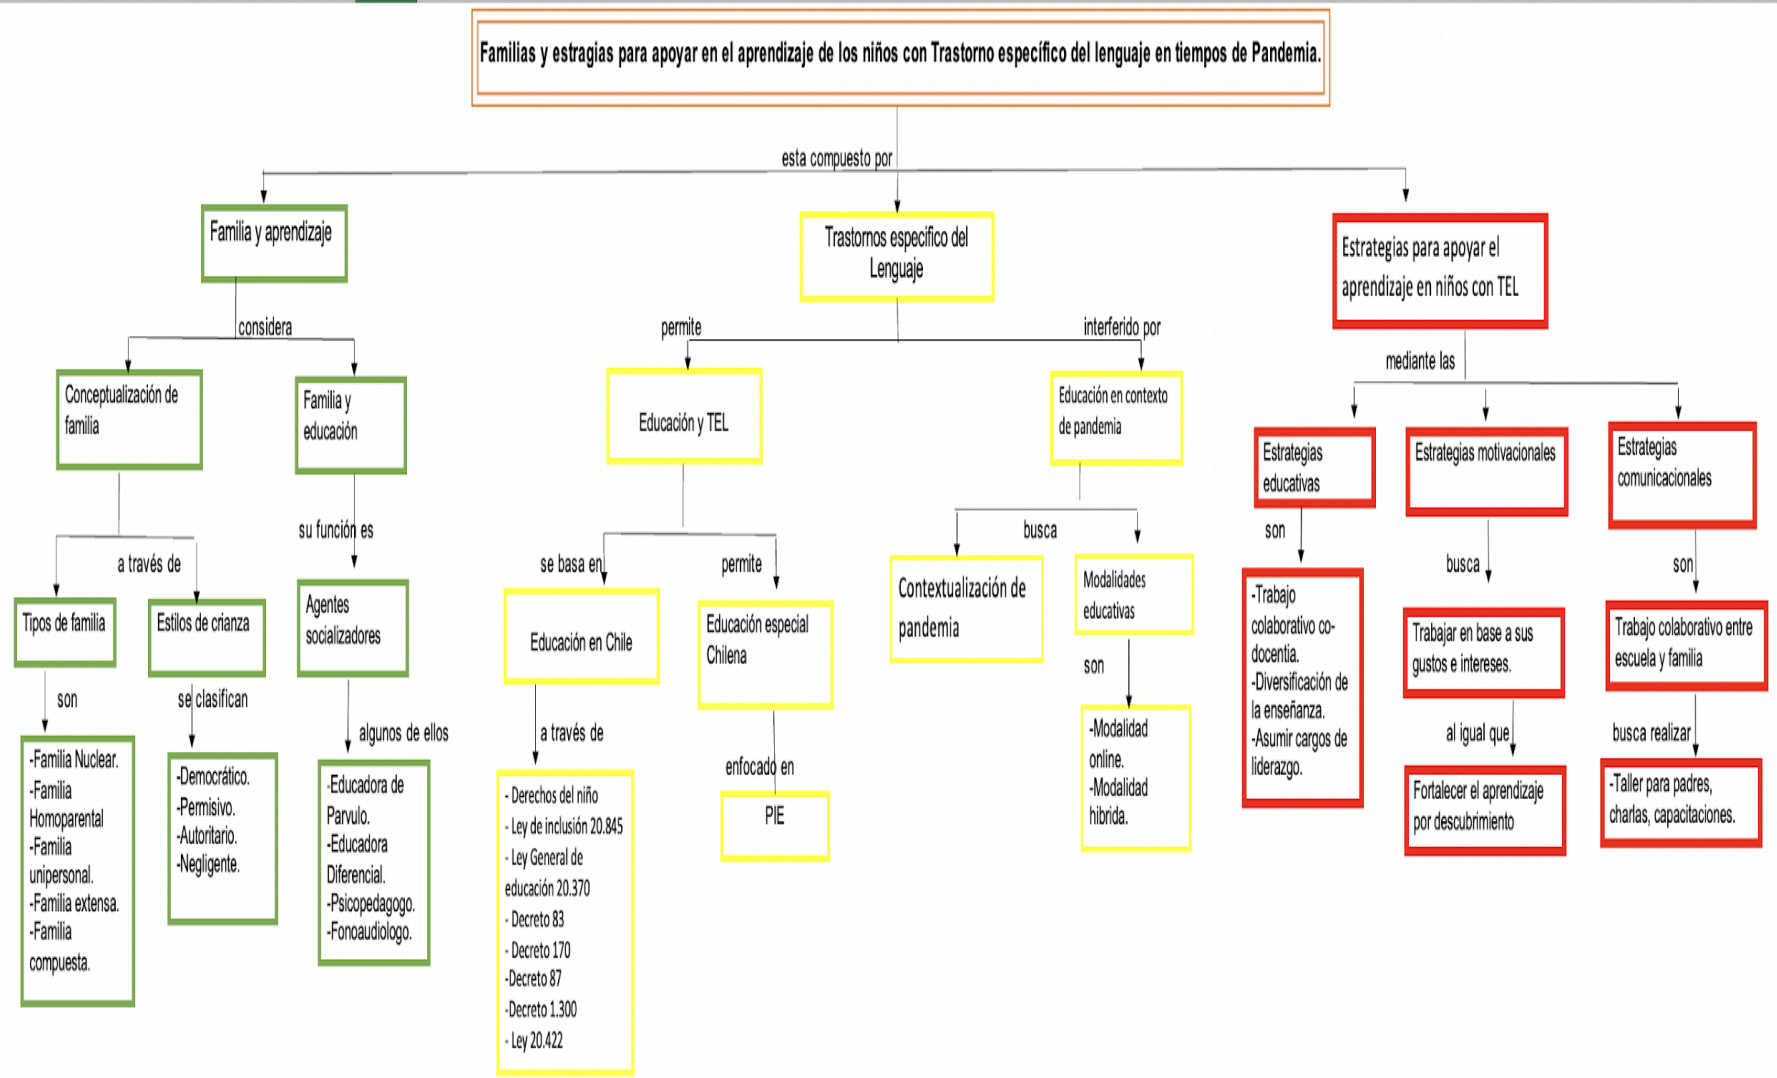 Familias y estragias para apoyar en el aprendizaje de los niños con Trastorno específico del lenguaje en tiempos de Pandemia.
esta compuesto por
Familia y aprendizaje
considera
Conceptualización de
familia
a través de
Tipos de familia
son
-Familia Nuclear.
-Familia
Homoparental
-Familia
unipersonal.
-Familia extensa.
-Familia
compuesta.
Estilos de crianza
se clasifican
-Democrático.
-Permisivo.
-Autoritario.
-Negligente.
Familia y
educación
su función es
Agentes
socializadores
algunos de ellos
-Educadora de
Parvulo.
-Educadora
Diferencial.
-Psicopedagogo.
-Fonoaudiologo.
Trastornos especifico del
Lenguaje
permite
Educación y TEL
se basa en
Educación en Chile
a través de
- Derechos del niño
- Ley de inclusión 20.845
- Ley General de
educación 20.370
- Decreto 83
- Decreto 170
-Decreto 87
-Decreto 1.300
- Ley 20.422
permite
Educación especial
Chilena
enfocado en
PIE
interferido por
Educación en contexto
de pandemia
busca
Contextualización de
pandemia
Modalidades
educativas
son
-Modalidad
online.
-Modalidad
hibrida.
Estrategias para apoyar el
aprendizaje en niños con TEL
mediante las
Estrategias
educativas
son
-Trabajo
colaborativo co-
docentia.
-Diversificación de
la enseñanza.
-Asumir cargos de
liderazgo.
Estrategias motivacionales
busca
Trabajar en base a sus
gustos e intereses.
al igual que
Fortalecer el aprendizaje
por descubrimiento
Estrategias
comunicacionales
son
Trabajo colaborativo entre
escuela y familia
busca realizar
-Taller para padres,
charlas, capacitaciones.